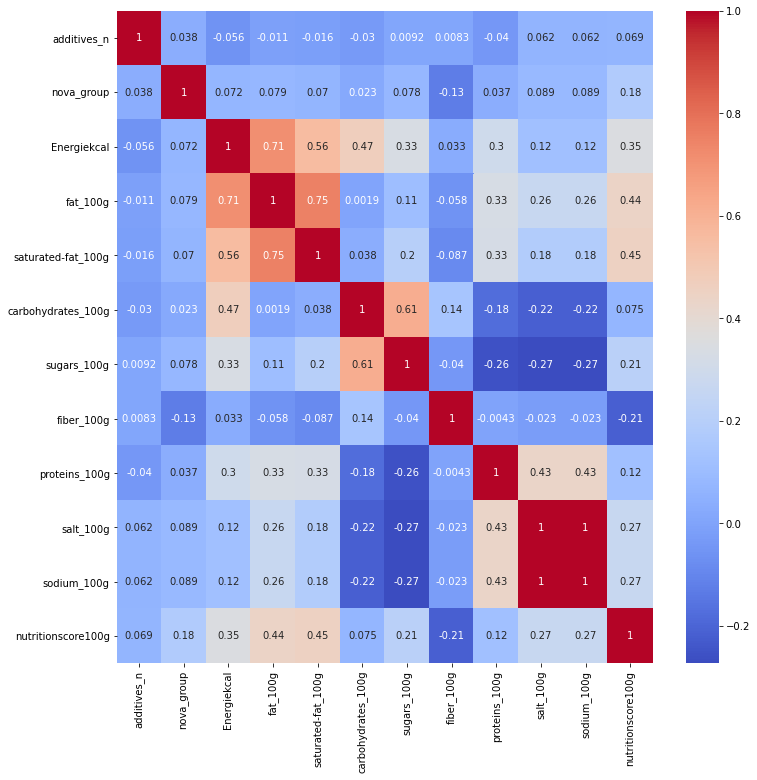 additives_n 1 0.038 -0.056 -0.011 -0.016 -0.03 0.0092 0.0083 -0.04 0.062 0.062 0.069
nova_group 0.038 1 0.072 0.079 0.07 0.023 0.078 -0.13 0.037 0.089 0.089 0.18
Energiekcal -0.056 0.072 1 0.71 0.56 0.47 0.33 0.033 0.3 0.12 0.12 0.35
fat_100g -0.011 0.079 0.71 1 0.75 0.0019 0.11 -0.058 0.33 0.26 0.26 0.44
saturated-fat_100g -0.016 0.07 0.56 0.75 1 0.038 0.2 -0.087 0.33 0.18 0.18 0.45
carbohydrates_100g -0.03 0.023 0.47 0.0019 0.038 1 0.61 0.14 -0.18 -0.22 -0.22 0.075
sugars_100g 0.0092 0.078 0.33 0.11 0.2 0.61 1 -0.04 -0.26 -0.27 -0.27 0.21
fiber_100g 0.0083 -0.13 0.033 -0.058 -0.087 0.14 -0.04 1 -0.0043 -0.023 -0.023 -0.21
proteins_100g -0.04 0.037 0.3 0.33 0.33 -0.18 -0.26 -0.0043 1 0.43 0.43 0.12
salt_100g 0.062 0.089 0.12 0.26 0.18 -0.22 -0.27 -0.023 0.43 1 1 0.27
sodium_100g 0.062 0.089 0.12 0.26 0.18 -0.22 -0.27 -0.023 0.43 1 1 0.27
nutritionscore100g 0.069 0.18 0.35 0.44 0.45 0.075 0.21 -0.21 0.12 0.27 0.27 1
additives_n
nova_group
Energiekcal
fat_100g
saturated-fat_100g
carbohydrates_100g
sugars_100g
fiber_100g
proteins_100g
salt_100g
sodium_100g
nutritionscore100g
1.0
0.8
0.6
0.4
0.2
0.0
−0.2